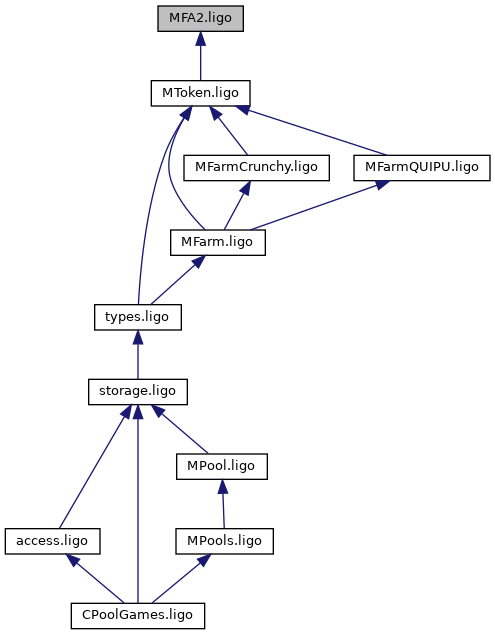 MFA2.ligo
MToken.ligo
MFarmCrunchy.ligo
MFarmQUIPU.ligo
MFarm.ligo
types.ligo
storage.ligo
MPool.ligo
access.ligo
MPools.ligo
CPoolGames.ligo